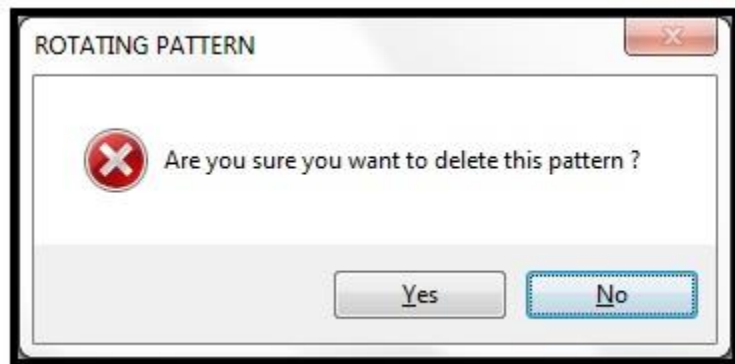 ROTATING PATTERN
Are you sure you want to delete this pattern ?
Yes
No